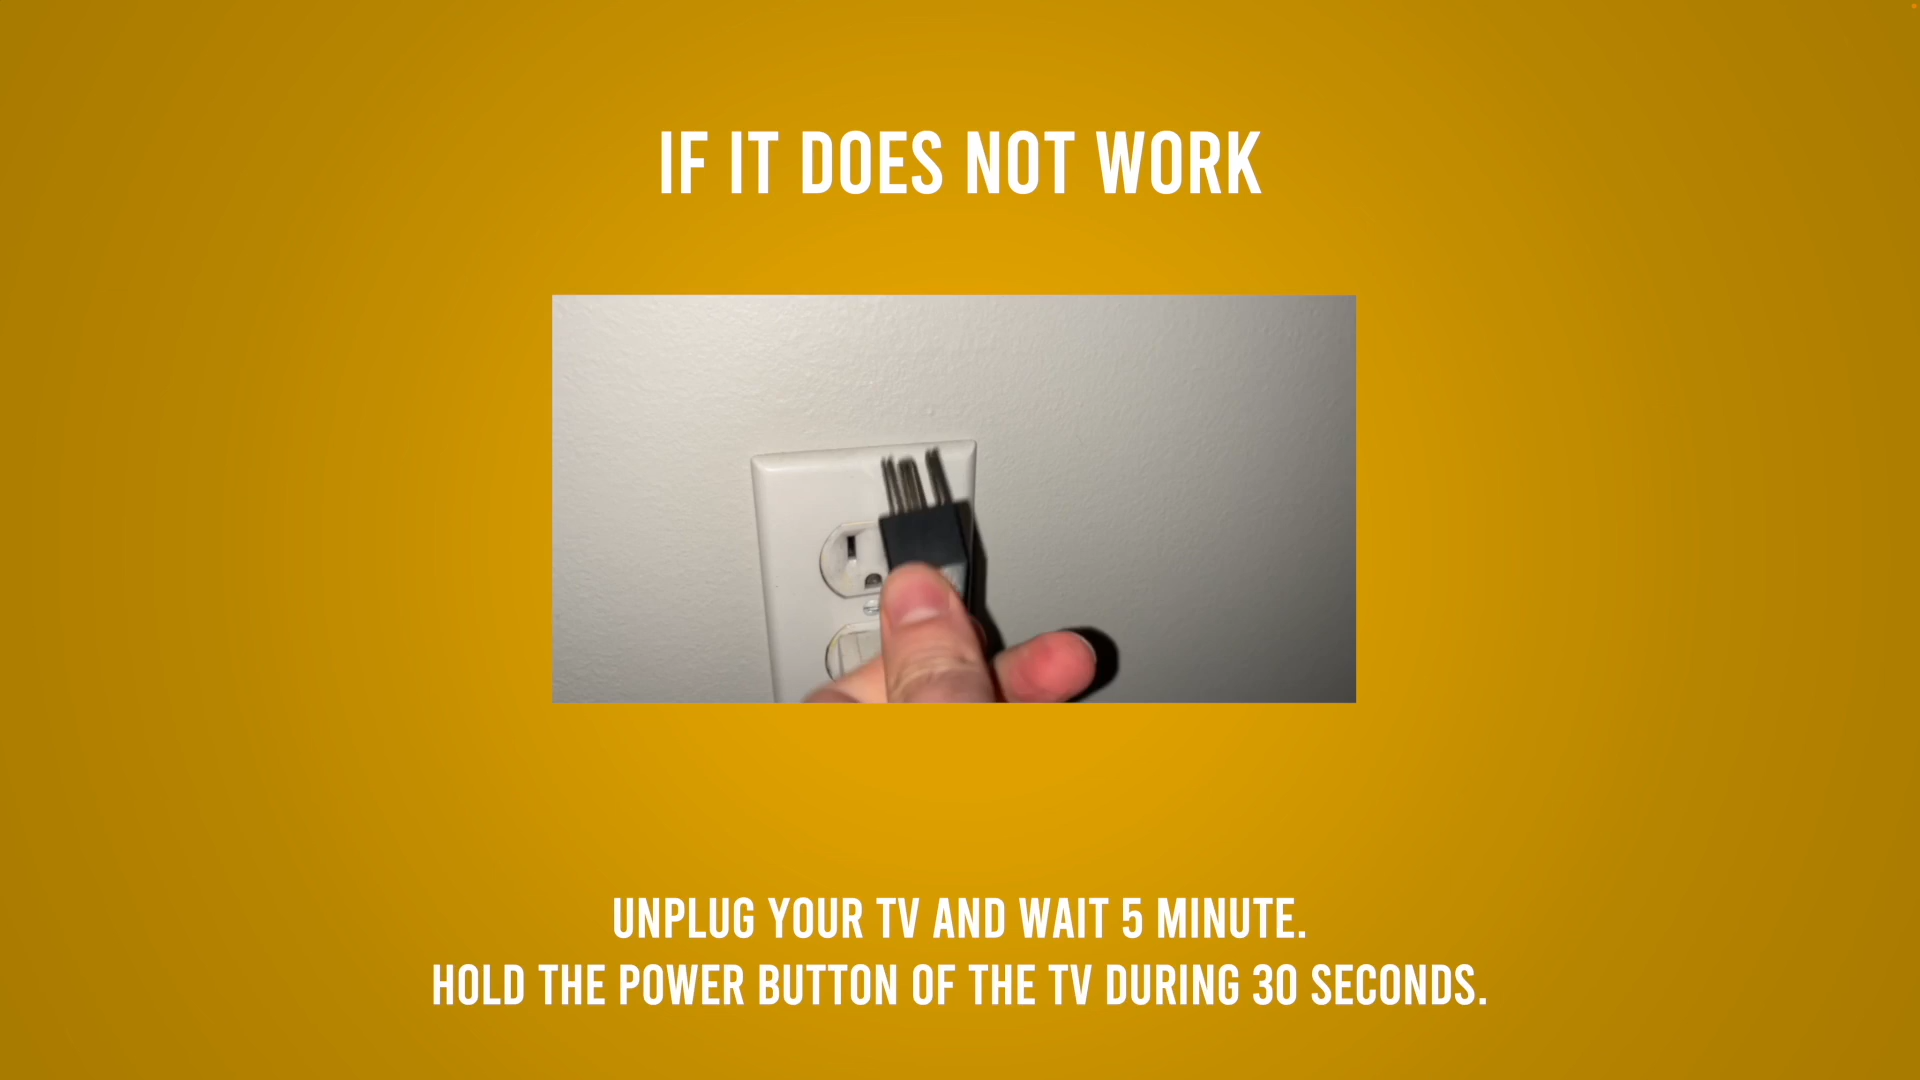 IF IT DOES NOT WORK
UNPLUG YOUR TV AND WAIT 5 MINUTE.
HOLD THE POWER BUTTON OF THE TV DURING 30 SECONDS.